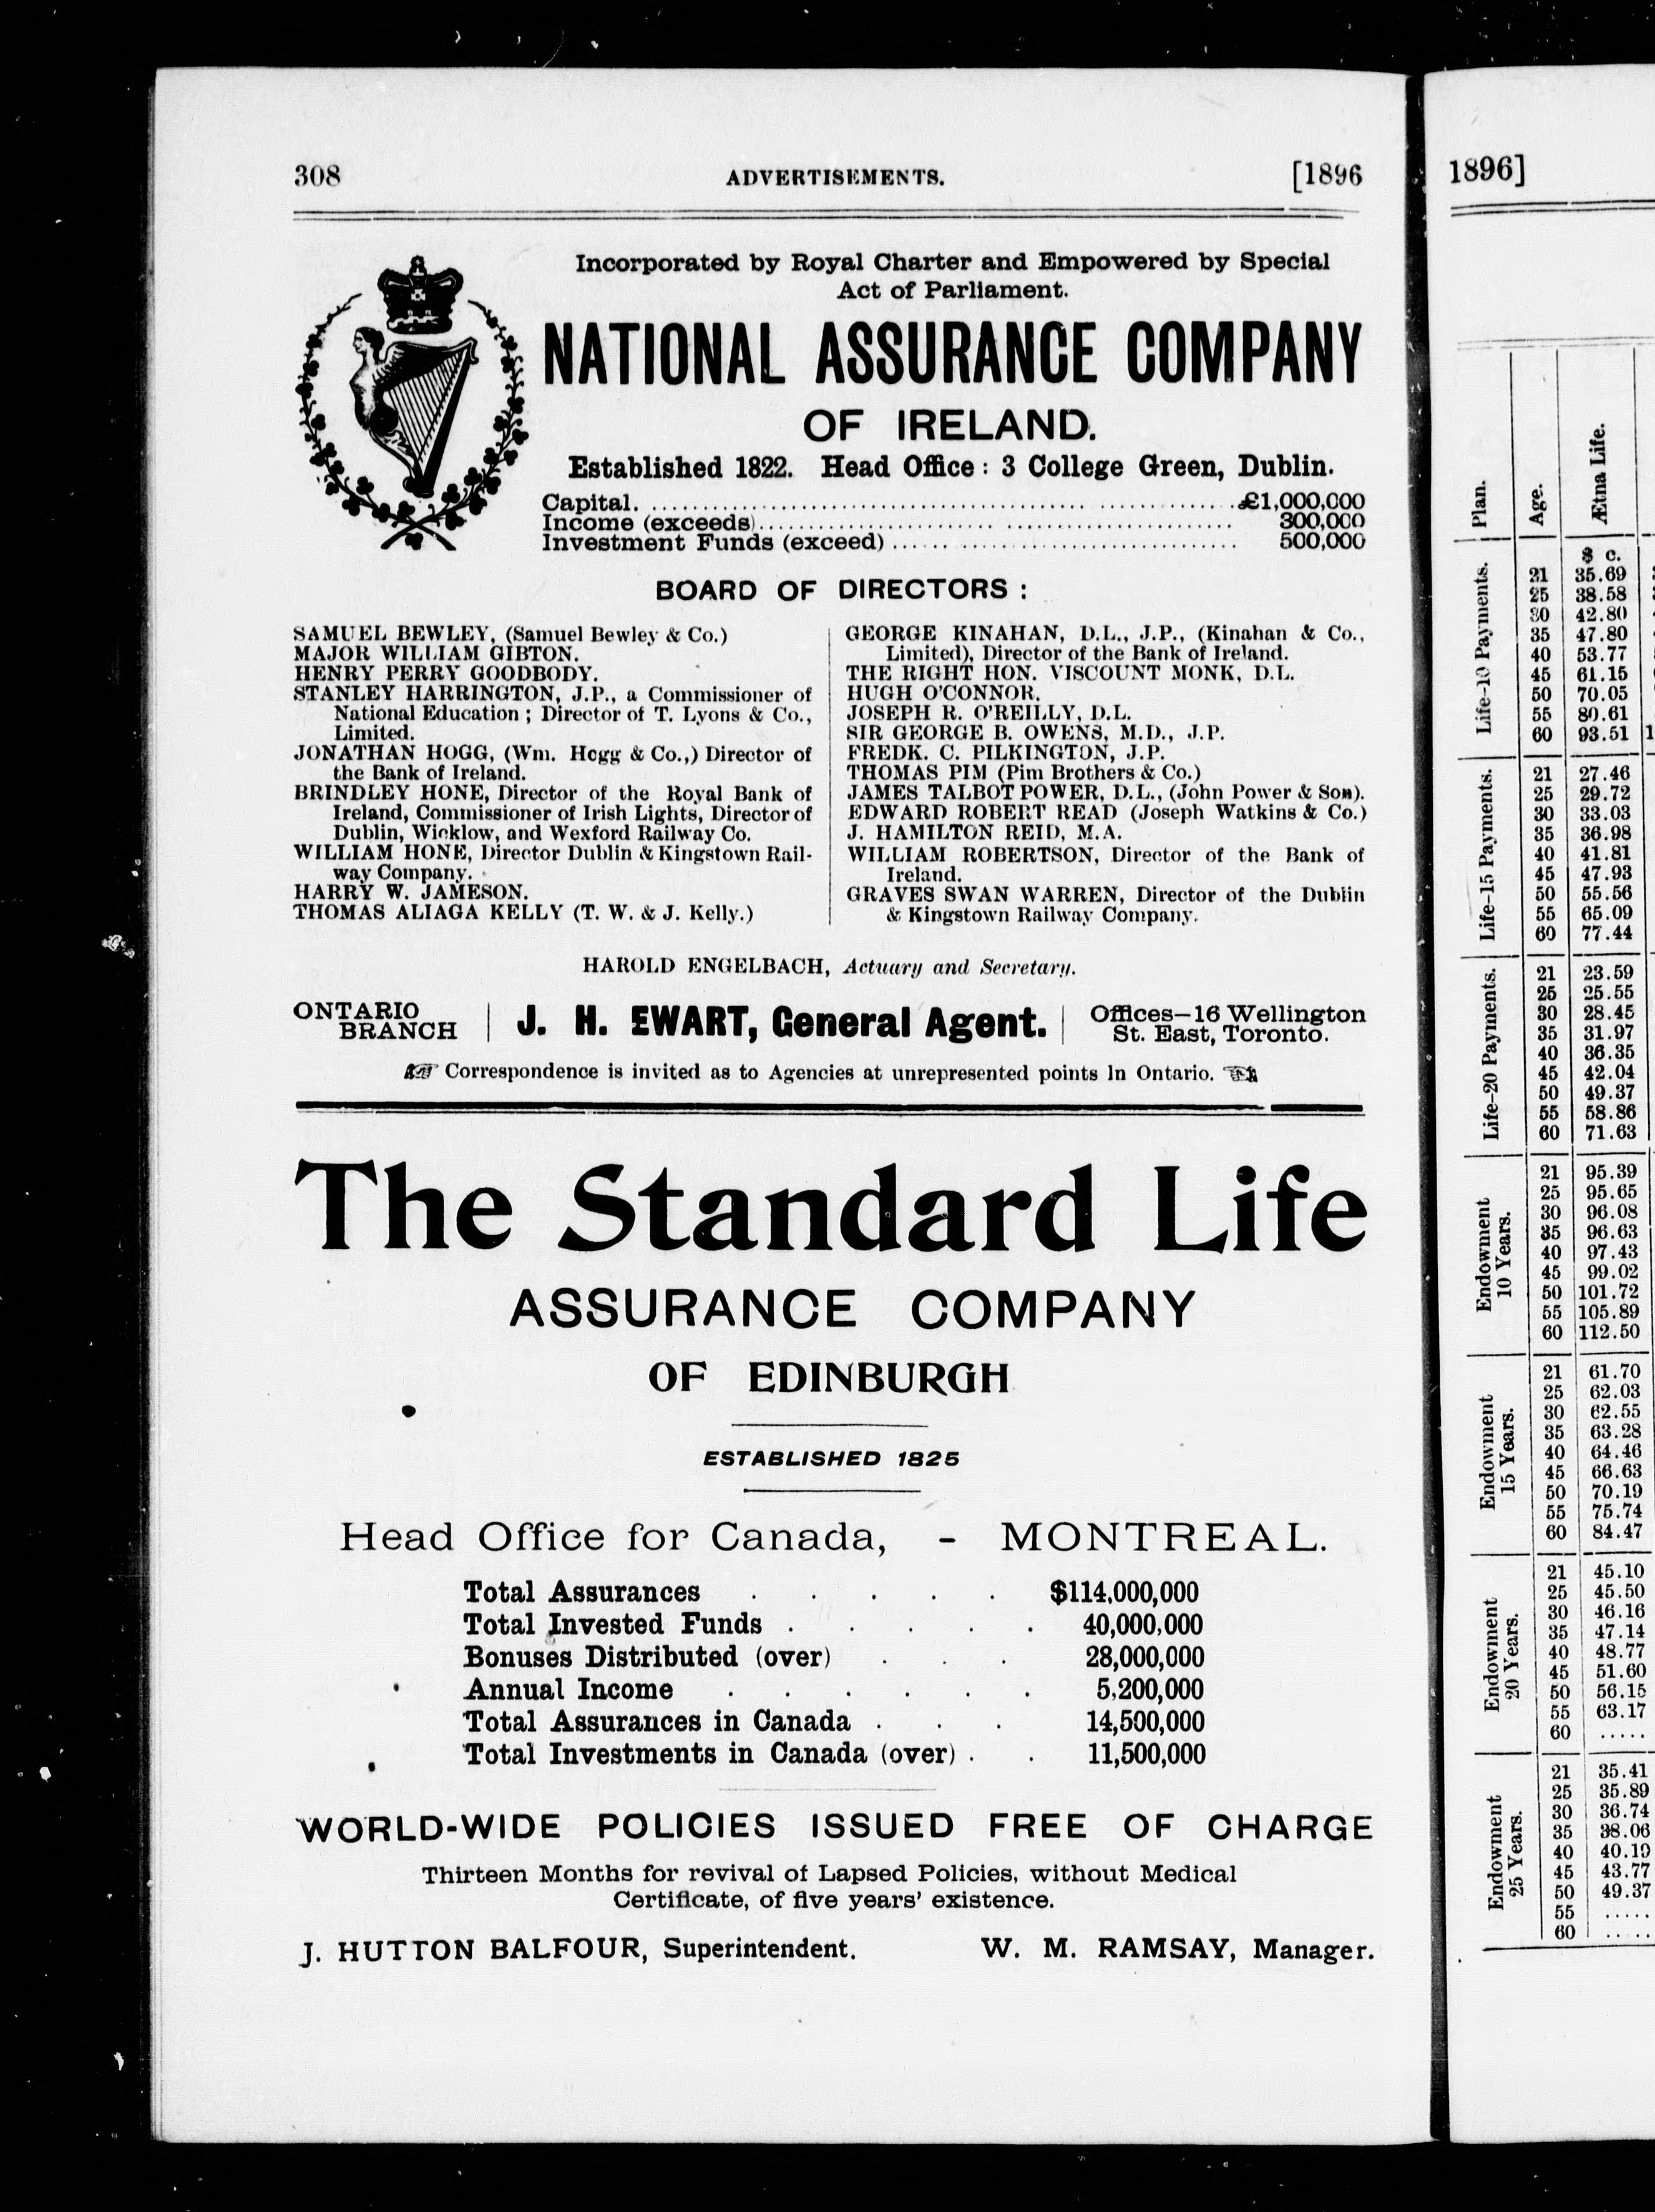 308 ADVERTISEMENTS. [1896
Incorporated by Royal Charter and Empowered by Special
Act of Parliament.
NATIONAL ASSURANCE COMPANY
OF IRELAND.
Established 1822. Head Office: 3 College Green, Dublin.
Capital. £1,000,000
Income (exceeds) 300,000
Investment Funds (exceed) 500,000
BOARD OF DIRECTORS:
SAMUEL BEWLEY, (Samuel Bewley & Co.)
MAJOR WILLIAM GIBTON.
HENRY PERRY GOODBODY.
STANLEY HARRINGTON, J.P., a Commissioner of
National Education; Director of T. Lyons & Co.,
Limited.
JONATHAN HOGG, (Wm. Hogg & Co.,) Director of
the Bank of Ireland.
BRINDLEY HONE, Director of the Royal Bank of
Ireland, Commissioner of Irish Lights, Director of
Dublin, Wicklow, and Wexford Railway Co.
WILLIAM HONE, Director Dublin & Kingstown Rail-
way Company.
HARRY W. JAMESON.
THOMAS ALIAGA KELLY (T. W. & J. Kelly.)
GEORGE KINAHAN, D.L., J.P., (Kinahan & Co.,
Limited), Director of the Bank of Ireland.
THE RIGHT HON. VISCOUNT MONK, D.L.
HUGH O'CONNOR.
JOSEPH R. O'REILLY, D.L.
SIR GEORGE B. OWENS, M.D., J.P.
FREDK. C. PILKINGTON, J.P.
THOMAS PIM (Pim Brothers & Co.)
JAMES TALBOT POWER, D.L., (John Power & Son).
EDWARD ROBERT READ (Joseph Watkins & Co.)
J. HAMILTON REID, M.A.
WILLIAM ROBERTSON, Director of the Bank of
Ireland.
GRAVES SWAN WARREN, Director of the Dublin
& Kingstown Railway Company.
HAROLD ENGELBACH, Actuary and Secretary.
ONTARIO
BRANCH
J. H. EWART, General Agent.
Offices—16 Wellington
St. East, Toronto.
Correspondence is invited as to Agencies at unrepresented points In Ontario.
The Standard Life
ASSURANCE COMPANY
OF EDINBURGH
ESTABLISHED 1825
Head Office for Canada, - MONTREAL.
Total Assurances $114,000,000
Total Invested Funds 40,000,000
Bonuses Distributed (over) 28,000,000
Annual Income 5,200,000
Total Assurances in Canada 14,500,000
Total Investments in Canada (over) 11,500,000
WORLD-WIDE POLICIES ISSUED FREE OF CHARGE
Thirteen Months for revival of Lapsed Policies, without Medical
Certificate, of five years' existence.
J. HUTTON BALFOUR, Superintendent. W. M. RAMSAY, Manager.
1896]
Plan. Age. Ætna Life.
$ c.
Life-10 Payments.
21 35.69
25 38.58
30 42.80
35 47.80
40 53.77
45 61.15
50 70.05
55 80.61
60 93.51
Life-15 Payments.
21 27.46
25 29.72
30 33.03
35 36.98
40 41.81
45 47.93
50 55.56
55 65.09
60 77.44
Life-20 Payments.
21 23.59
25 25.55
30 28.45
35 31.97
40 36.35
45 42.04
50 49.37
55 58.86
60 71.63
Endowment
10 Years.
21 95.39
25 95.65
30 96.08
35 96.63
40 97.43
45 99.02
50 101.72
55 105.89
60 112.50
Endowment
15 Years.
21 61.70
25 62.03
30 62.55
35 63.28
40 64.46
45 66.63
50 70.19
55 75.74
60 84.47
Endowment
20 Years.
21 45.10
25 45.50
30 46.16
35 47.14
40 48.77
45 51.60
50 56.15
55 63.17
60 .....
Endowment
25 Years.
21 35.41
25 35.89
30 36.74
35 38.06
40 40.19
45 43.77
50 49.37
55 .....
60 .....